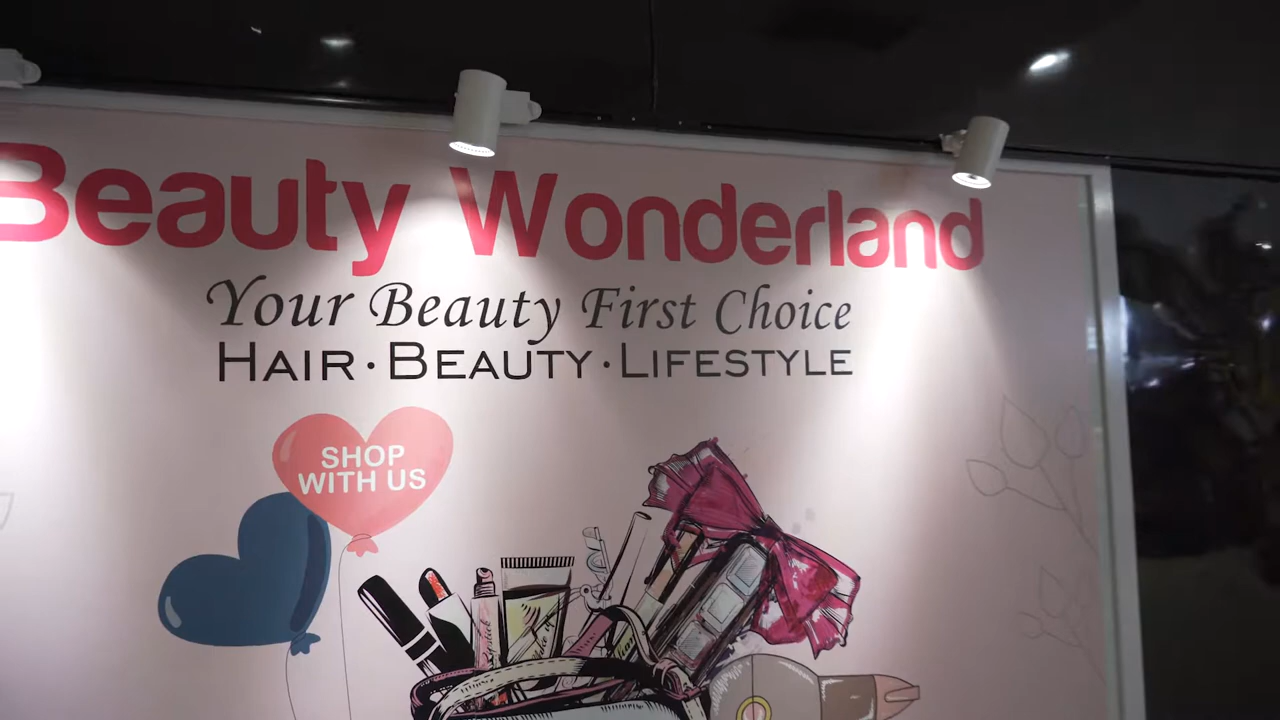 Beauty Wonderland
Your Beauty First Choice
HAIR · BEAUTY · LIFESTYLE
SHOP
WITH US